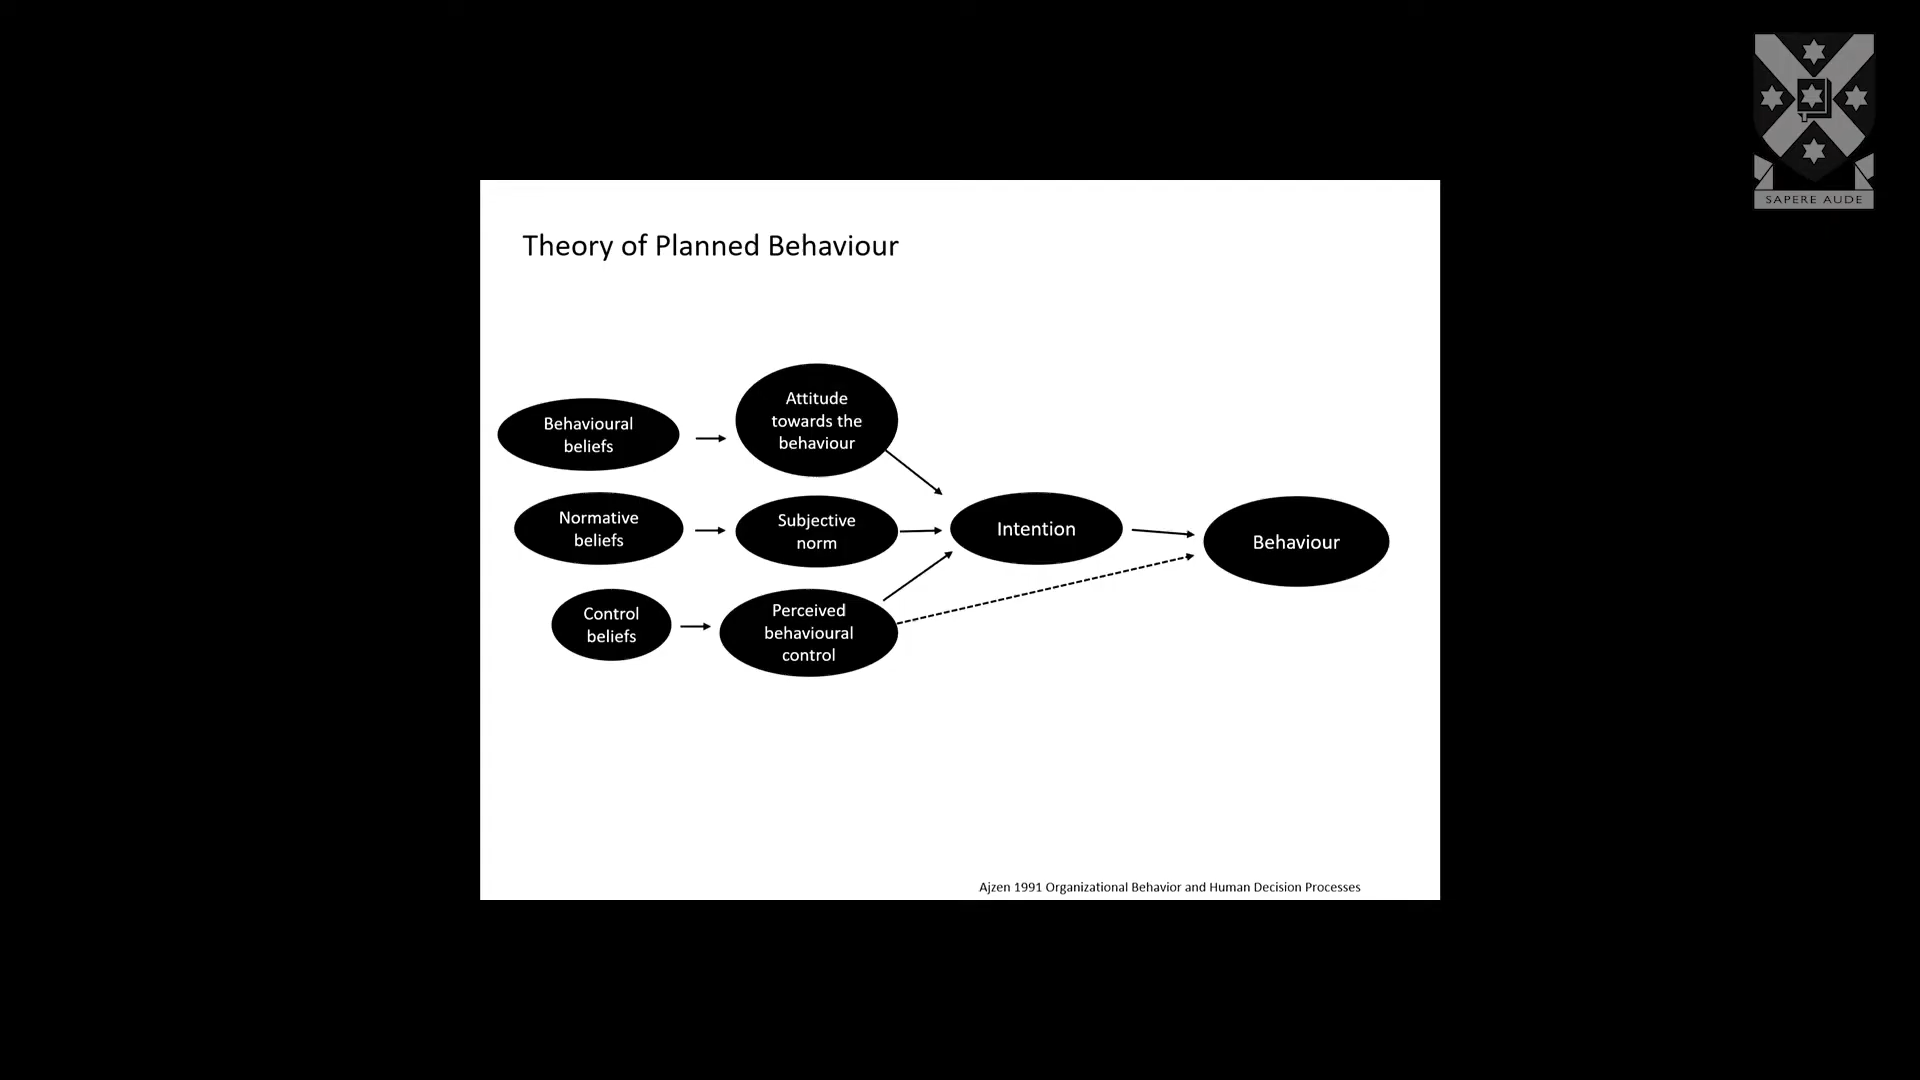 SAPERE AUDE
Theory of Planned Behaviour
Behavioural
beliefs
Attitude
towards the
behaviour
Normative
beliefs
Subjective
norm
Intention
Behaviour
Control
beliefs
Perceived
behavioural
control
Ajzen 1991 Organizational Behavior and Human Decision Processes